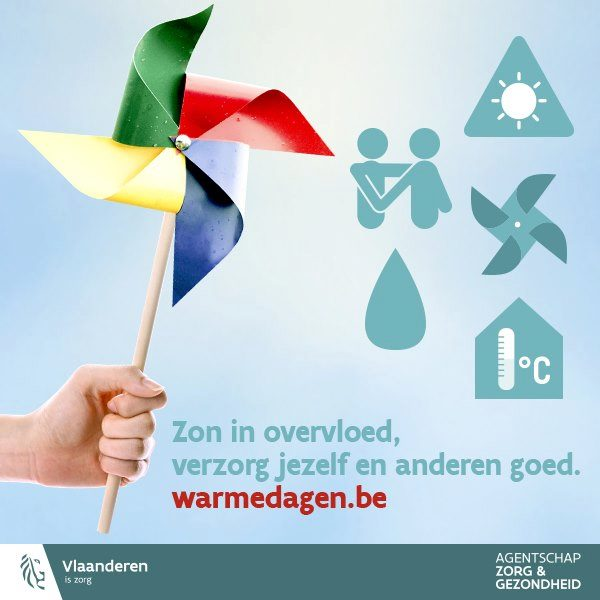 °C
Zon in overvloed,
verzorg jezelf en anderen goed.
warmedagen.be
Vlaanderen
is zorg
AGENTSCHAP
ZORG &
GEZONDHEID